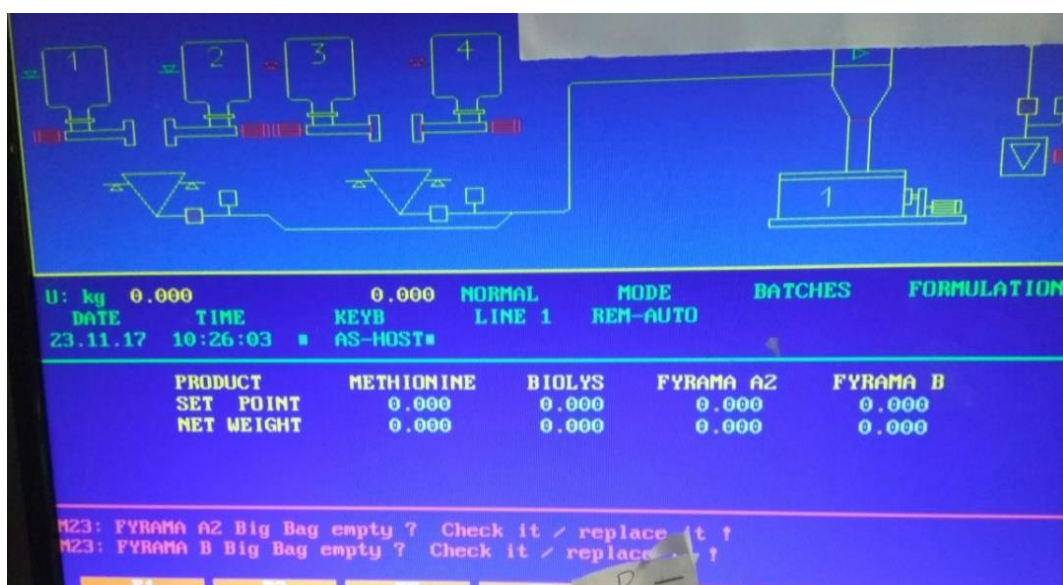 1 2 3 4
1
U: kg 0.000 0.000 NORMAL MODE BATCHES FORMULATION
DATE TIME KEYB LINE 1 REM-AUTO
23.11.17 10:26:03 AS-HOST
PRODUCT METHIONINE BIOLYS FYRAMA A2 FYRAMA B
SET POINT 0.000 0.000 0.000 0.000
NET WEIGHT 0.000 0.000 0.000 0.000
M23: FYRAMA A2 Big Bag empty ? Check it / replace it !
M23: FYRAMA B Big Bag empty ? Check it / replace !